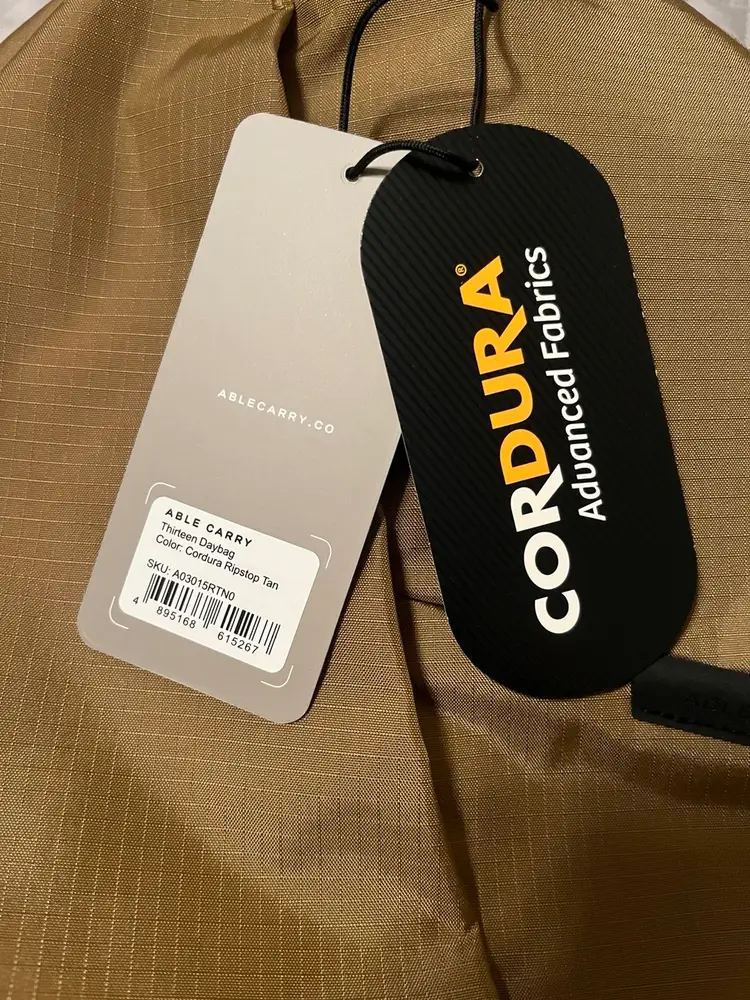 ABLECARRY.CO
ABLE CARRY
Thirteen Daybag
Color: Cordura Ripstop Tan
SKU: A03015RTN0
4 895168 615267
CORDURA®
Advanced Fabrics